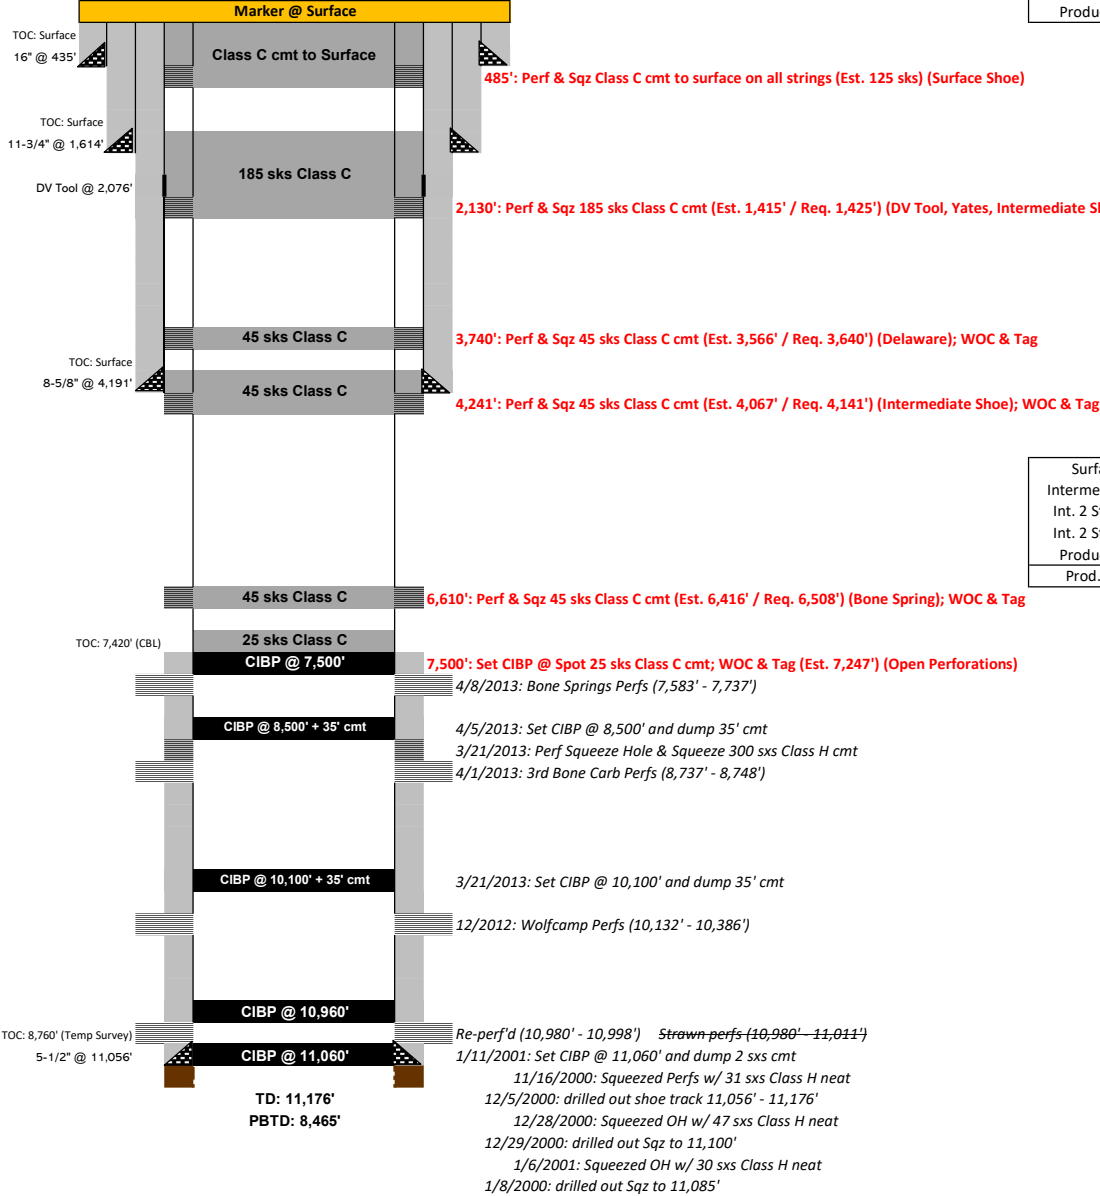 Marker @ Surface
Produ
TOC: Surface
16" @ 435'
Class C cmt to Surface
485': Perf & Sqz Class C cmt to surface on all strings (Est. 125 sks) (Surface Shoe)
TOC: Surface
11-3/4" @ 1,614'
185 sks Class C
DV Tool @ 2,076'
2,130': Perf & Sqz 185 sks Class C cmt (Est. 1,415' / Req. 1,425') (DV Tool, Yates, Intermediate Sh
45 sks Class C
3,740': Perf & Sqz 45 sks Class C cmt (Est. 3,566' / Req. 3,640') (Delaware); WOC & Tag
TOC: Surface
8-5/8" @ 4,191'
45 sks Class C
4,241': Perf & Sqz 45 sks Class C cmt (Est. 4,067' / Req. 4,141') (Intermediate Shoe); WOC & Tag
Surfa
Interme
Int. 2 S
Int. 2 S
Produ
Prod.
45 sks Class C
6,610': Perf & Sqz 45 sks Class C cmt (Est. 6,416' / Req. 6,508') (Bone Spring); WOC & Tag
TOC: 7,420' (CBL)
25 sks Class C
CIBP @ 7,500'
7,500': Set CIBP @ Spot 25 sks Class C cmt; WOC & Tag (Est. 7,247') (Open Perforations)
4/8/2013: Bone Springs Perfs (7,583' - 7,737')
CIBP @ 8,500' + 35' cmt
4/5/2013: Set CIBP @ 8,500' and dump 35' cmt
3/21/2013: Perf Squeeze Hole & Squeeze 300 sxs Class H cmt
4/1/2013: 3rd Bone Carb Perfs (8,737' - 8,748')
CIBP @ 10,100' + 35' cmt
3/21/2013: Set CIBP @ 10,100' and dump 35' cmt
12/2012: Wolfcamp Perfs (10,132' - 10,386')
CIBP @ 10,960'
TOC: 8,760' (Temp Survey)
Re-perf'd (10,980' - 10,998') Strawn perfs (10,980' - 11,011')
5-1/2" @ 11,056'
CIBP @ 11,060'
1/11/2001: Set CIBP @ 11,060' and dump 2 sxs cmt
11/16/2000: Squeezed Perfs w/ 31 sxs Class H neat
TD: 11,176'
12/5/2000: drilled out shoe track 11,056' - 11,176'
PBTD: 8,465'
12/28/2000: Squeezed OH w/ 47 sxs Class H neat
12/29/2000: drilled out Sqz to 11,100'
1/6/2001: Squeezed OH w/ 30 sxs Class H neat
1/8/2000: drilled out Sqz to 11,085'